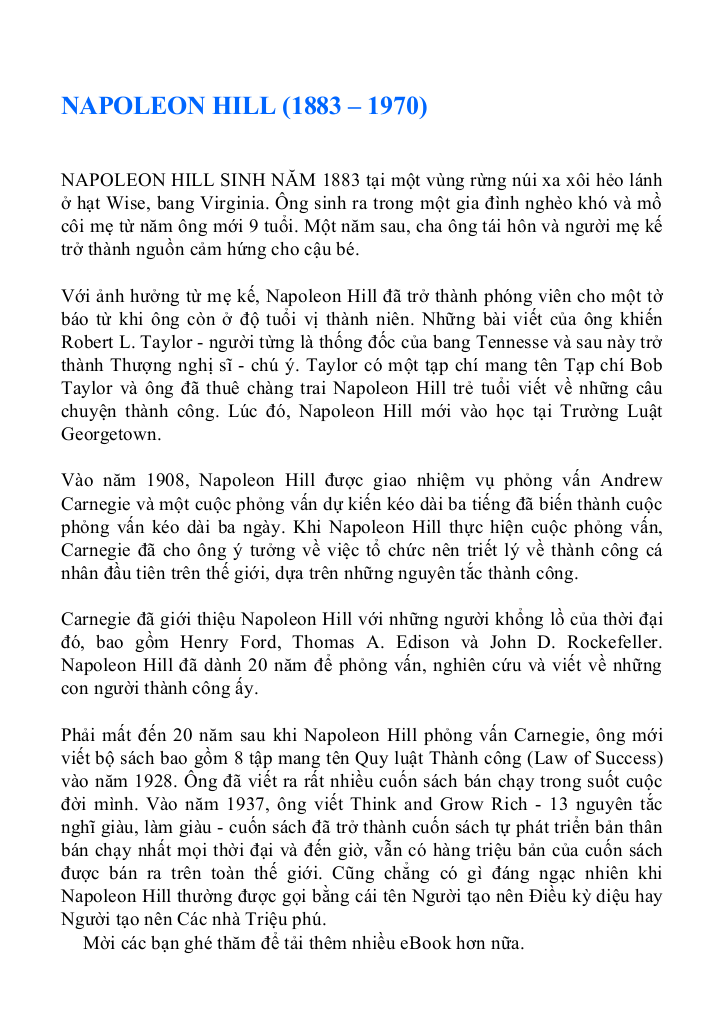 NAPOLEON HILL (1883 – 1970)
NAPOLEON HILL SINH NĂM 1883 tại một vùng rừng núi xa xôi hẻo lánh
ở hạt Wise, bang Virginia. Ông sinh ra trong một gia đình nghèo khó và mồ
côi mẹ từ năm ông mới 9 tuổi. Một năm sau, cha ông tái hôn và người mẹ kế
trở thành nguồn cảm hứng cho cậu bé.
Với ảnh hưởng từ mẹ kế, Napoleon Hill đã trở thành phóng viên cho một tờ
báo từ khi ông còn ở độ tuổi vị thành niên. Những bài viết của ông khiến
Robert L. Taylor - người từng là thống đốc của bang Tennesse và sau này trở
thành Thượng nghị sĩ - chú ý. Taylor có một tạp chí mang tên Tạp chí Bob
Taylor và ông đã thuê chàng trai Napoleon Hill trẻ tuổi viết về những câu
chuyện thành công. Lúc đó, Napoleon Hill mới vào học tại Trường Luật
Georgetown.
Vào năm 1908, Napoleon Hill được giao nhiệm vụ phỏng vấn Andrew
Carnegie và một cuộc phỏng vấn dự kiến kéo dài ba tiếng đã biến thành cuộc
phỏng vấn kéo dài ba ngày. Khi Napoleon Hill thực hiện cuộc phỏng vấn,
Carnegie đã cho ông ý tưởng về việc tổ chức nên triết lý về thành công cá
nhân đầu tiên trên thế giới, dựa trên những nguyên tắc thành công.
Carnegie đã giới thiệu Napoleon Hill với những người khổng lồ của thời đại
đó, bao gồm Henry Ford, Thomas A. Edison và John D. Rockefeller.
Napoleon Hill đã dành 20 năm để phỏng vấn, nghiên cứu và viết về những
con người thành công ấy.
Phải mất đến 20 năm sau khi Napoleon Hill phỏng vấn Carnegie, ông mới
viết bộ sách bao gồm 8 tập mang tên Quy luật Thành công (Law of Success)
vào năm 1928. Ông đã viết ra rất nhiều cuốn sách bán chạy trong suốt cuộc
đời mình. Vào năm 1937, ông viết Think and Grow Rich - 13 nguyên tắc
nghĩ giàu, làm giàu - cuốn sách đã trở thành cuốn sách tự phát triển bản thân
bán chạy nhất mọi thời đại và đến giờ, vẫn có hàng triệu bản của cuốn sách
được bán ra trên toàn thế giới. Cũng chẳng có gì đáng ngạc nhiên khi
Napoleon Hill thường được gọi bằng cái tên Người tạo nên Điều kỳ diệu hay
Người tạo nên Các nhà Triệu phú.
Mời các bạn ghé thăm để tải thêm nhiều eBook hơn nữa.